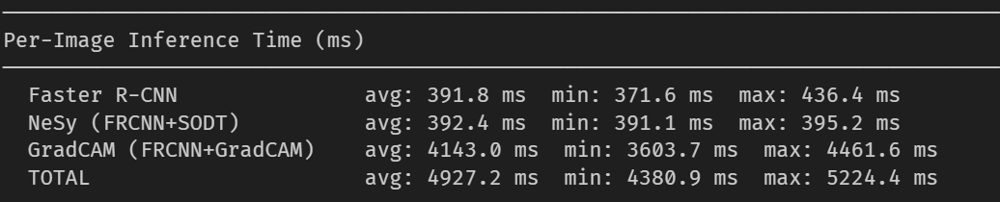 Per-Image Inference Time (ms)
Faster R-CNN avg: 391.8 ms min: 371.6 ms max: 436.4 ms
NeSy (FRCNN+SODT) avg: 392.4 ms min: 391.1 ms max: 395.2 ms
GradCAM (FRCNN+GradCAM) avg: 4143.0 ms min: 3603.7 ms max: 4461.6 ms
TOTAL avg: 4927.2 ms min: 4380.9 ms max: 5224.4 ms